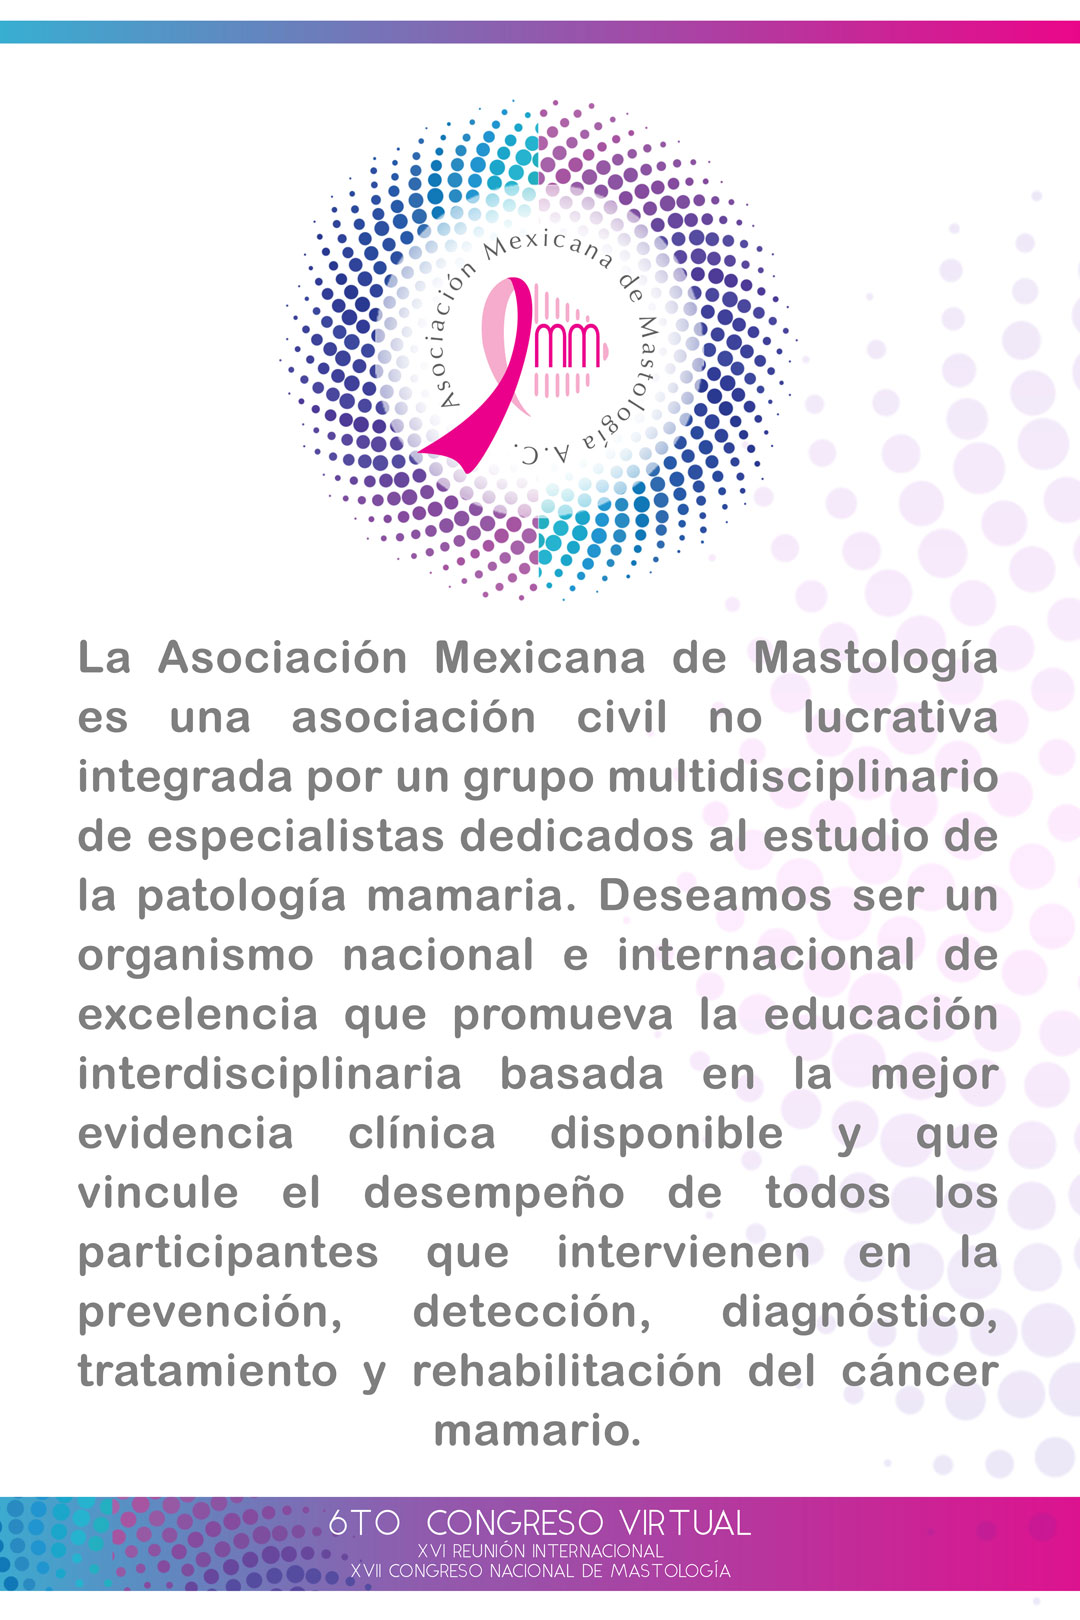 Asociación Mexicana de Mastología A.C.
mm
La Asociación Mexicana de Mastología
es una asociación civil no lucrativa
integrada por un grupo multidisciplinario
de especialistas dedicados al estudio de
la patología mamaria. Deseamos ser un
organismo nacional e internacional de
excelencia que promueva la educación
interdisciplinaria basada en la mejor
evidencia clínica disponible y que
vincule el desempeño de todos los
participantes que intervienen en la
prevención, detección, diagnóstico,
tratamiento y rehabilitación del cáncer
mamario.
6TO CONGRESO VIRTUAL
XVI REUNIÓN INTERNACIONAL
XVII CONGRESO NACIONAL DE MASTOLOGÍA